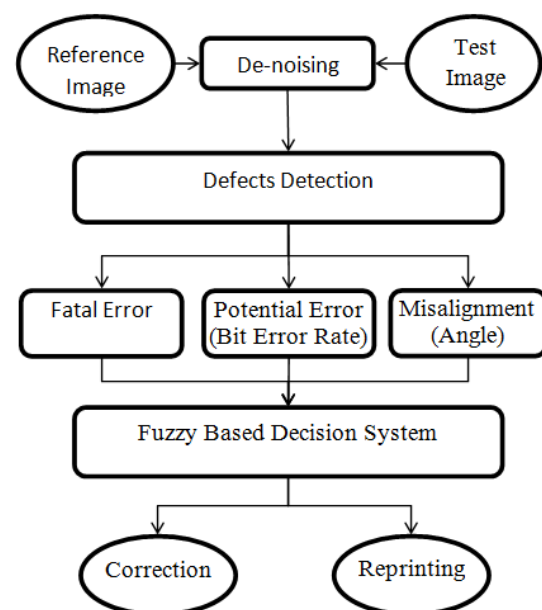 Reference
Image
De-noising
Test
Image
Defects Detection
Fatal Error
Potential Error
(Bit Error Rate)
Misalignment
(Angle)
Fuzzy Based Decision System
Correction
Reprinting